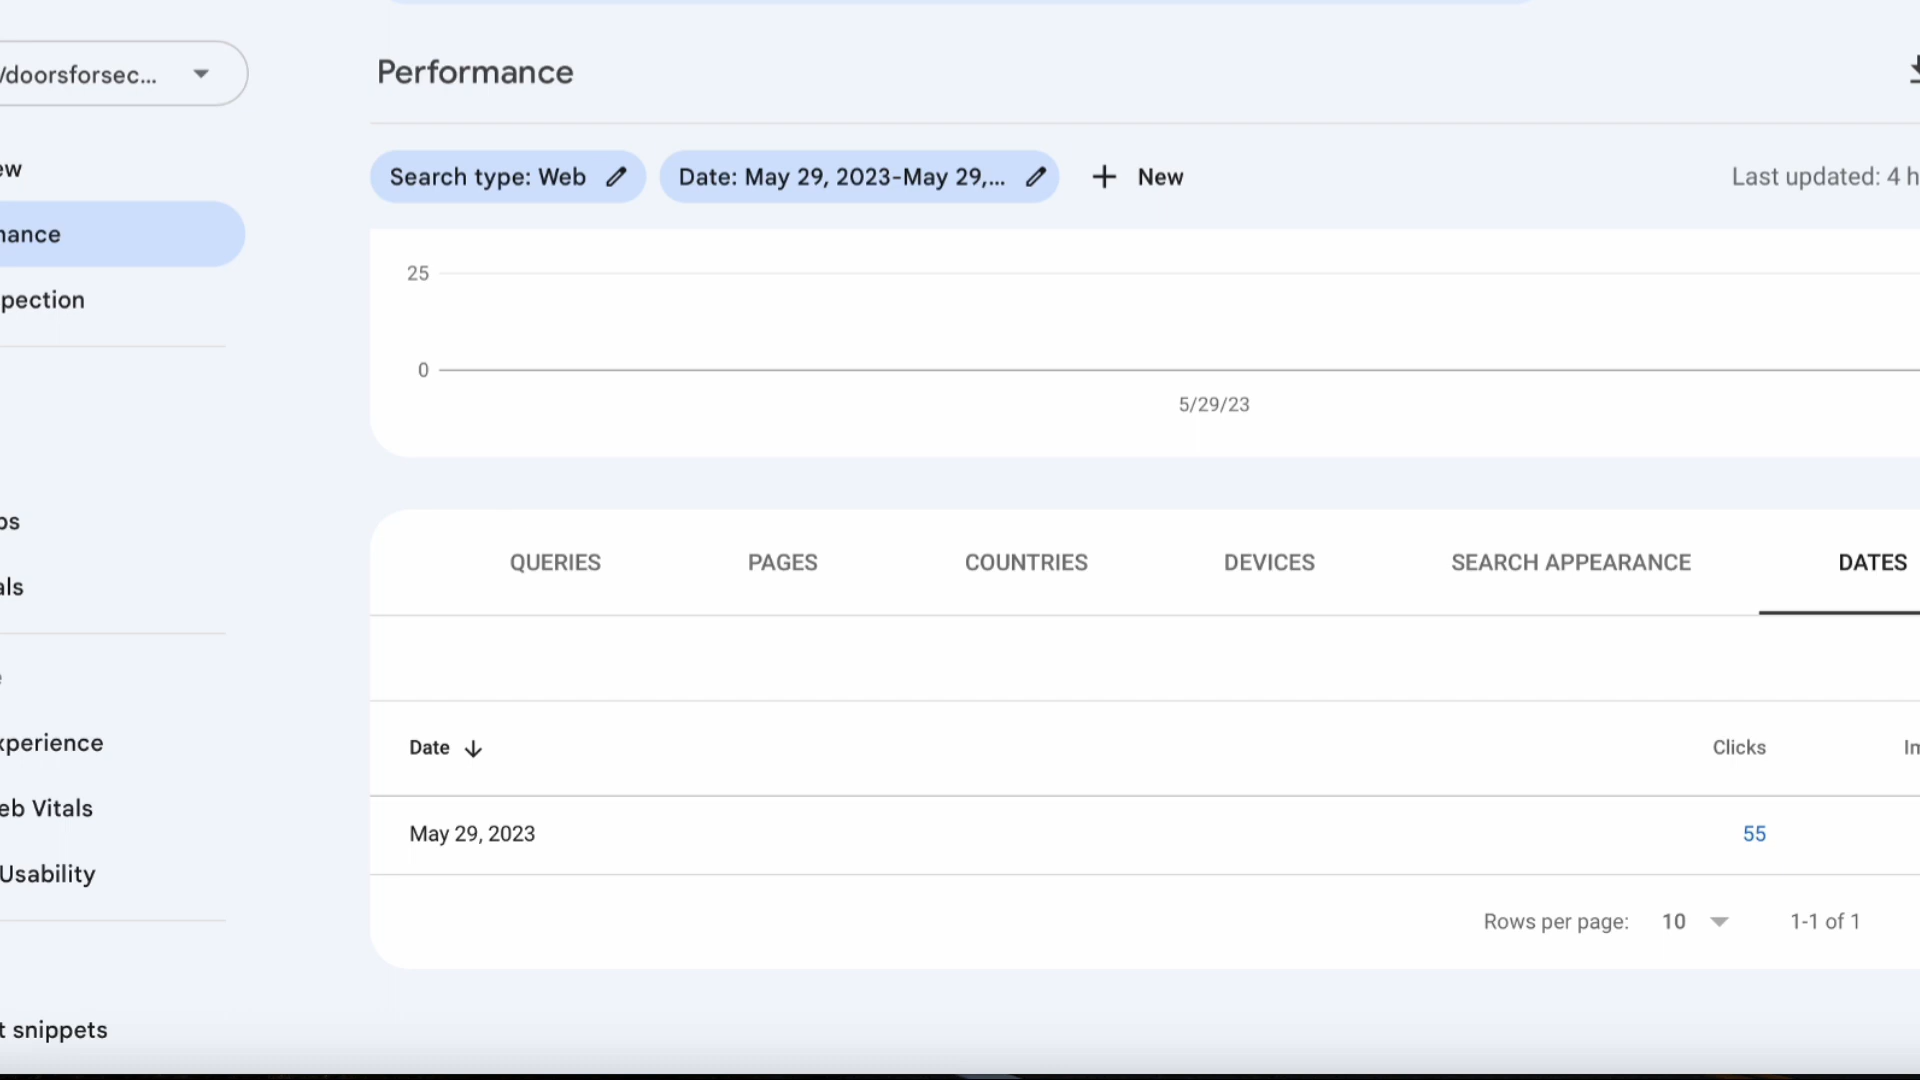 /doorsforsec...
Performance
Search type: Web
Date: May 29, 2023-May 29,...
New
Last updated: 4 h
ew
nance
pection
25
0
5/29/23
ps
als
QUERIES
PAGES
COUNTRIES
DEVICES
SEARCH APPEARANCE
DATES
xperience
eb Vitals
Usability
t snippets
Date
Clicks
Im
May 29, 2023
55
Rows per page:
10
1-1 of 1